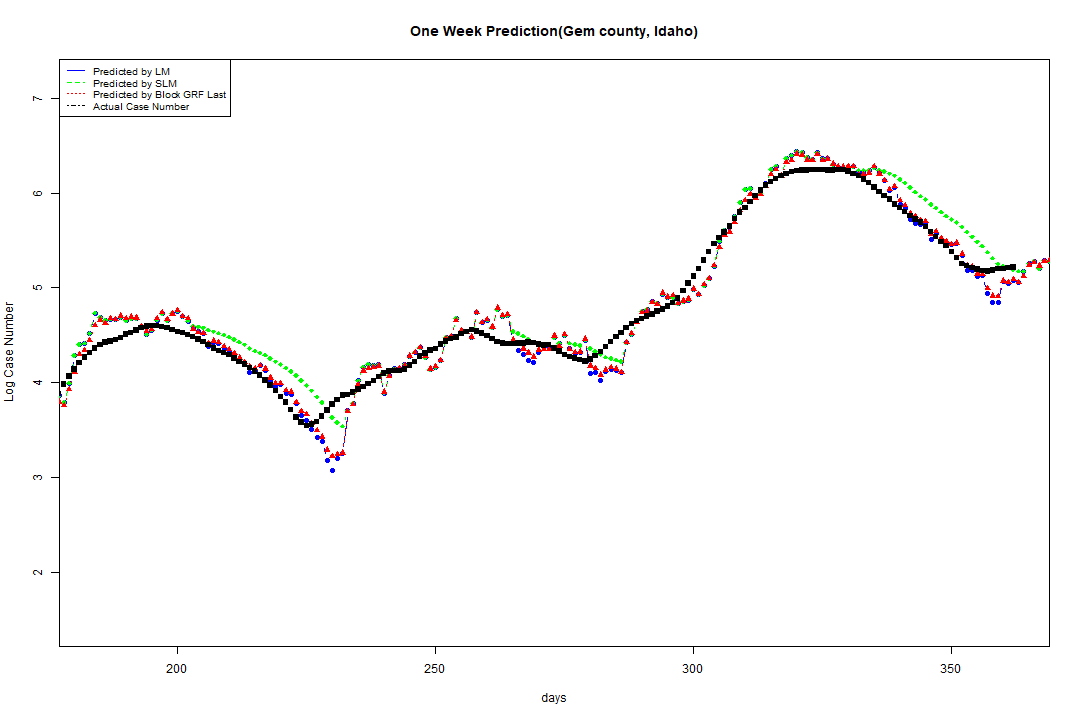 One Week Prediction(Gem county, Idaho)
Predicted by LM
Predicted by SLM
Predicted by Block GRF Last
Actual Case Number
7
6
5
4
3
2
Log Case Number
200
250
300
350
days